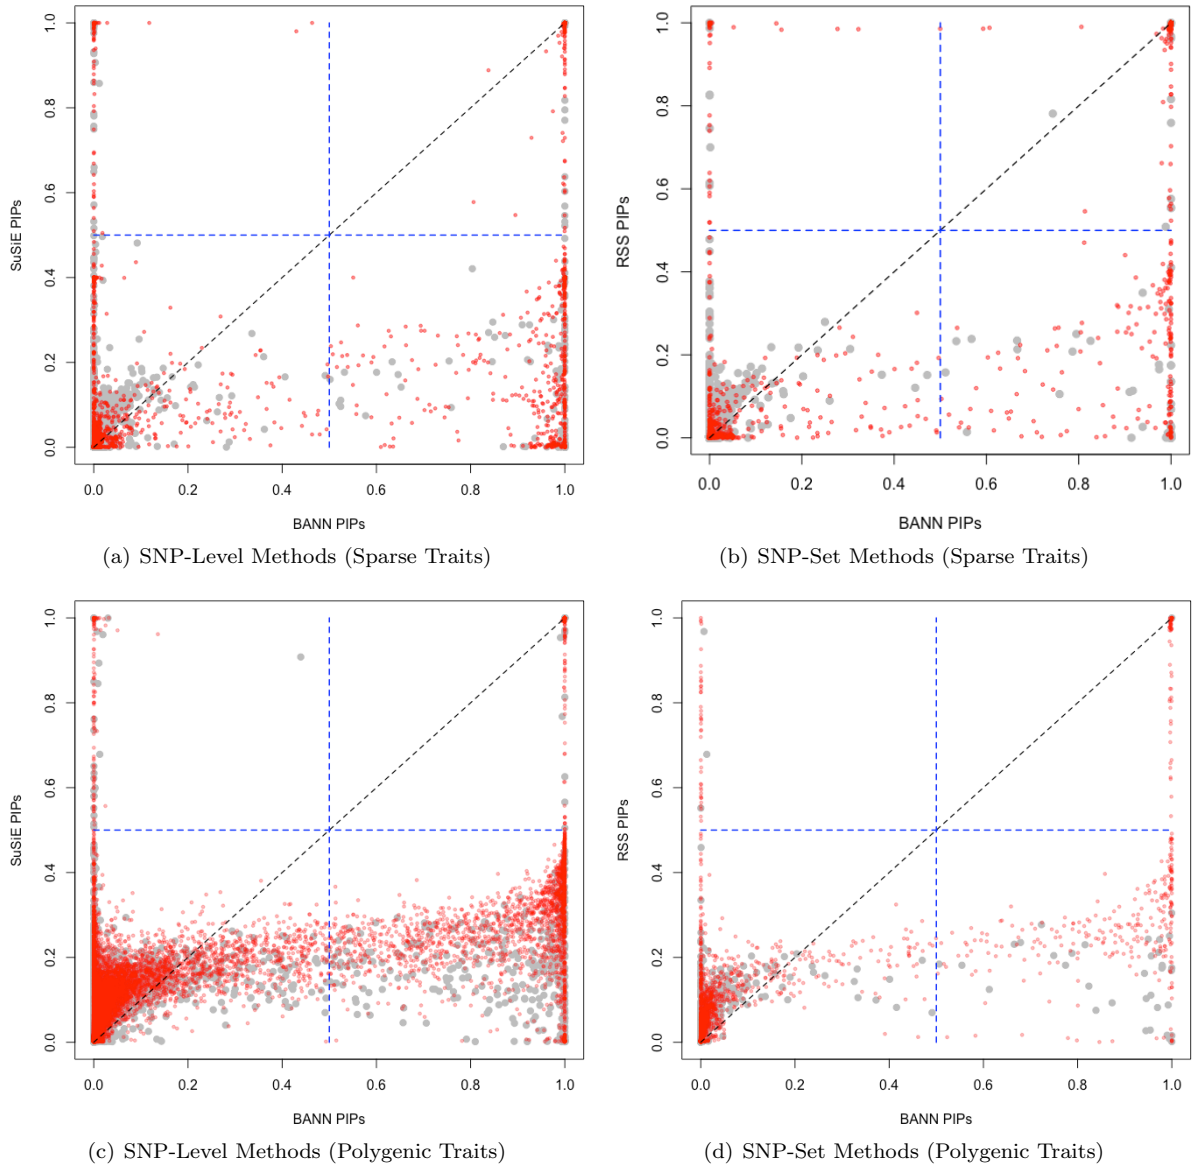 1.0
0.8
0.6
0.4
0.2
0.0
SuSiE PIPs
0.0 0.2 0.4 0.6 0.8 1.0
BANN PIPs
(a) SNP-Level Methods (Sparse Traits)
1.0
0.8
0.6
0.4
0.2
0.0
RSS PIPs
0.0 0.2 0.4 0.6 0.8 1.0
BANN PIPs
(b) SNP-Set Methods (Sparse Traits)
1.0
0.8
0.6
0.4
0.2
0.0
SuSiE PIPs
0.0 0.2 0.4 0.6 0.8 1.0
BANN PIPs
(c) SNP-Level Methods (Polygenic Traits)
1.0
0.8
0.6
0.4
0.2
0.0
RSS PIPs
0.0 0.2 0.4 0.6 0.8 1.0
BANN PIPs
(d) SNP-Set Methods (Polygenic Traits)